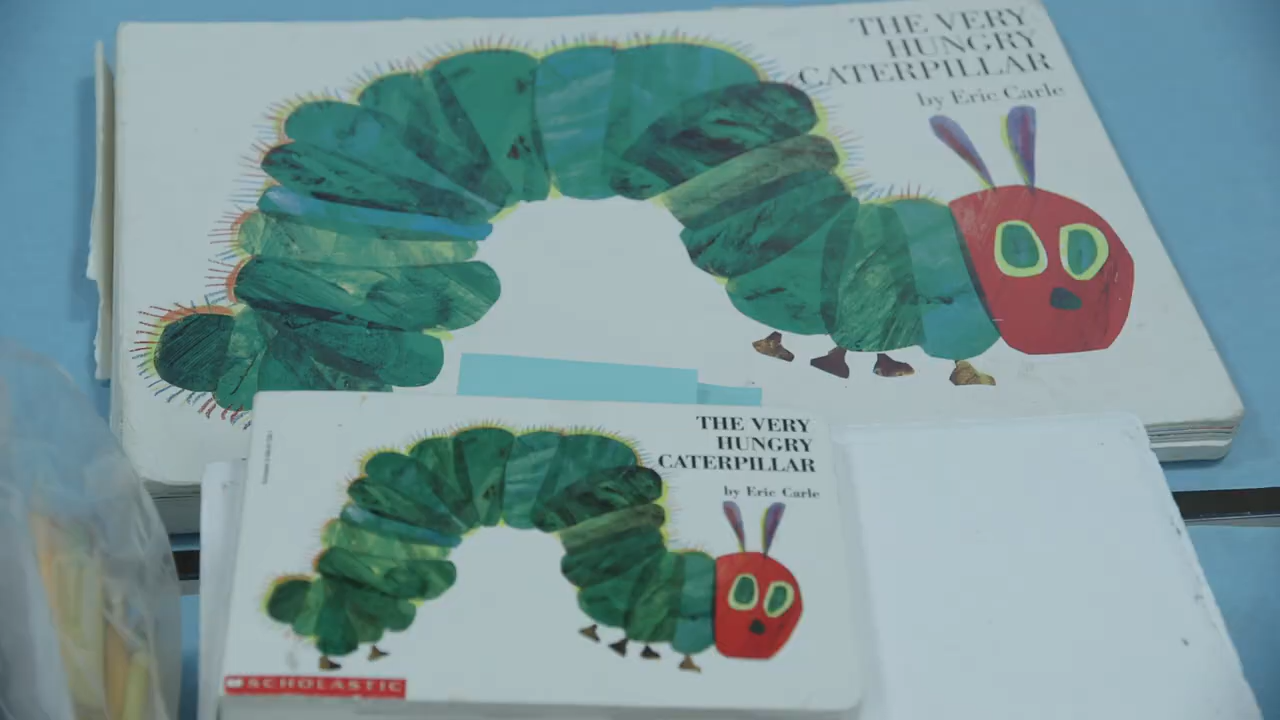 THE VERY
HUNGRY
CATERPILLAR
by Eric Carle
THE VERY
HUNGRY
CATERPILLAR
by Eric Carle
SCHOLASTIC